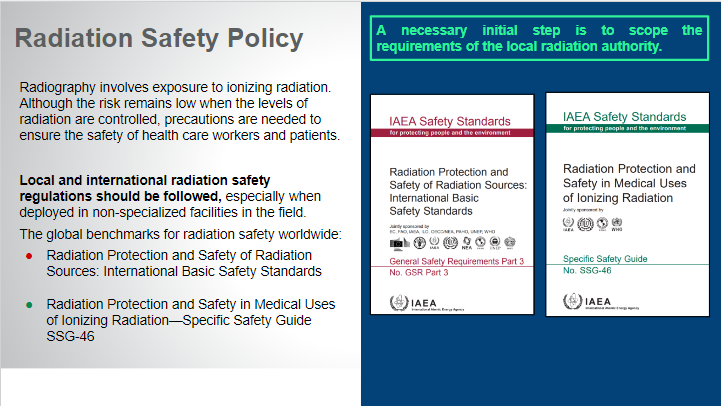 Radiation Safety Policy
Radiography involves exposure to ionizing radiation.
Although the risk remains low when the levels of
radiation are controlled, precautions are needed to
ensure the safety of health care workers and patients.
Local and international radiation safety
regulations should be followed, especially when
deployed in non-specialized facilities in the field.
The global benchmarks for radiation safety worldwide:
● Radiation Protection and Safety of Radiation
Sources: International Basic Safety Standards
● Radiation Protection and Safety in Medical Uses
of Ionizing Radiation—Specific Safety Guide
SSG-46
A necessary initial step is to scope the
requirements of the local radiation authority.
IAEA Safety Standards
for protecting people and the environment
Radiation Protection and
Safety of Radiation Sources:
International Basic
Safety Standards
Jointly sponsored by
EC, FAO, IAEA, ILO, OECD/NEA, PAHO, UNEP, WHO
IAEA
NEA
UNEP
General Safety Requirements Part 3
No. GSR Part 3
IAEA
International Atomic Energy Agency
IAEA Safety Standards
for protecting people and the environment
Radiation Protection and
Safety in Medical Uses
of Ionizing Radiation
Jointly sponsored by
IAEA
WHO
Specific Safety Guide
No. SSG-46
IAEA
International Atomic Energy Agency